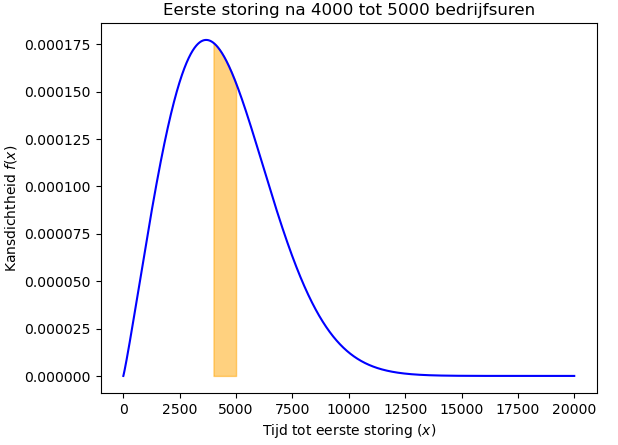 Eerste storing na 4000 tot 5000 bedrijfsuren
0.000175
0.000150
0.000125
0.000100
0.000075
0.000050
0.000025
0.000000
Kansdichtheid f(x)
0 2500 5000 7500 10000 12500 15000 17500 20000
Tijd tot eerste storing (x)